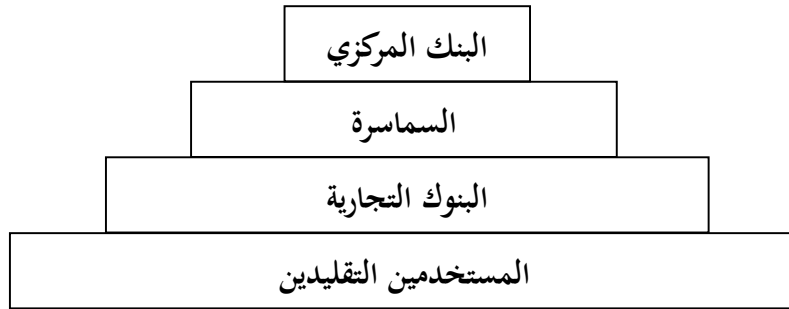 البنك المركزي
السماسرة
البنوك التجارية
المستخدمين التقليدين